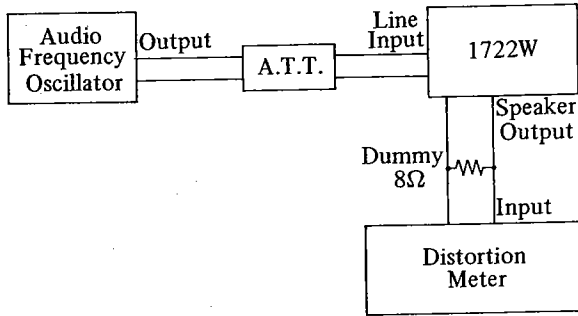 Audio
Frequency
Oscillator
Output
A.T.T.
Line
Input
1722W
Speaker
Output
Dummy
8Ω
Input
Distortion
Meter